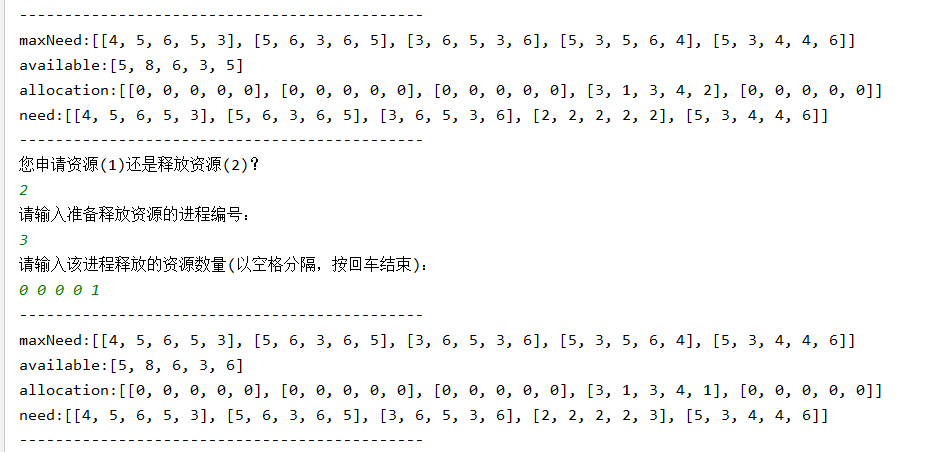 ---------------------------------------------
maxNeed:[[4, 5, 6, 5, 3], [5, 6, 3, 6, 5], [3, 6, 5, 3, 6], [5, 3, 5, 6, 4], [5, 3, 4, 4, 6]]
available:[5, 8, 6, 3, 5]
allocation:[[0, 0, 0, 0, 0], [0, 0, 0, 0, 0], [0, 0, 0, 0, 0], [3, 1, 3, 4, 2], [0, 0, 0, 0, 0]]
need:[[4, 5, 6, 5, 3], [5, 6, 3, 6, 5], [3, 6, 5, 3, 6], [2, 2, 2, 2, 2], [5, 3, 4, 4, 6]]
---------------------------------------------
您申请资源(1)还是释放资源(2)?
2
请输入准备释放资源的进程编号:
3
请输入该进程释放的资源数量(以空格分隔，按回车结束):
0 0 0 0 1
---------------------------------------------
maxNeed:[[4, 5, 6, 5, 3], [5, 6, 3, 6, 5], [3, 6, 5, 3, 6], [5, 3, 5, 6, 4], [5, 3, 4, 4, 6]]
available:[5, 8, 6, 3, 6]
allocation:[[0, 0, 0, 0, 0], [0, 0, 0, 0, 0], [0, 0, 0, 0, 0], [3, 1, 3, 4, 1], [0, 0, 0, 0, 0]]
need:[[4, 5, 6, 5, 3], [5, 6, 3, 6, 5], [3, 6, 5, 3, 6], [2, 2, 2, 2, 3], [5, 3, 4, 4, 6]]
---------------------------------------------